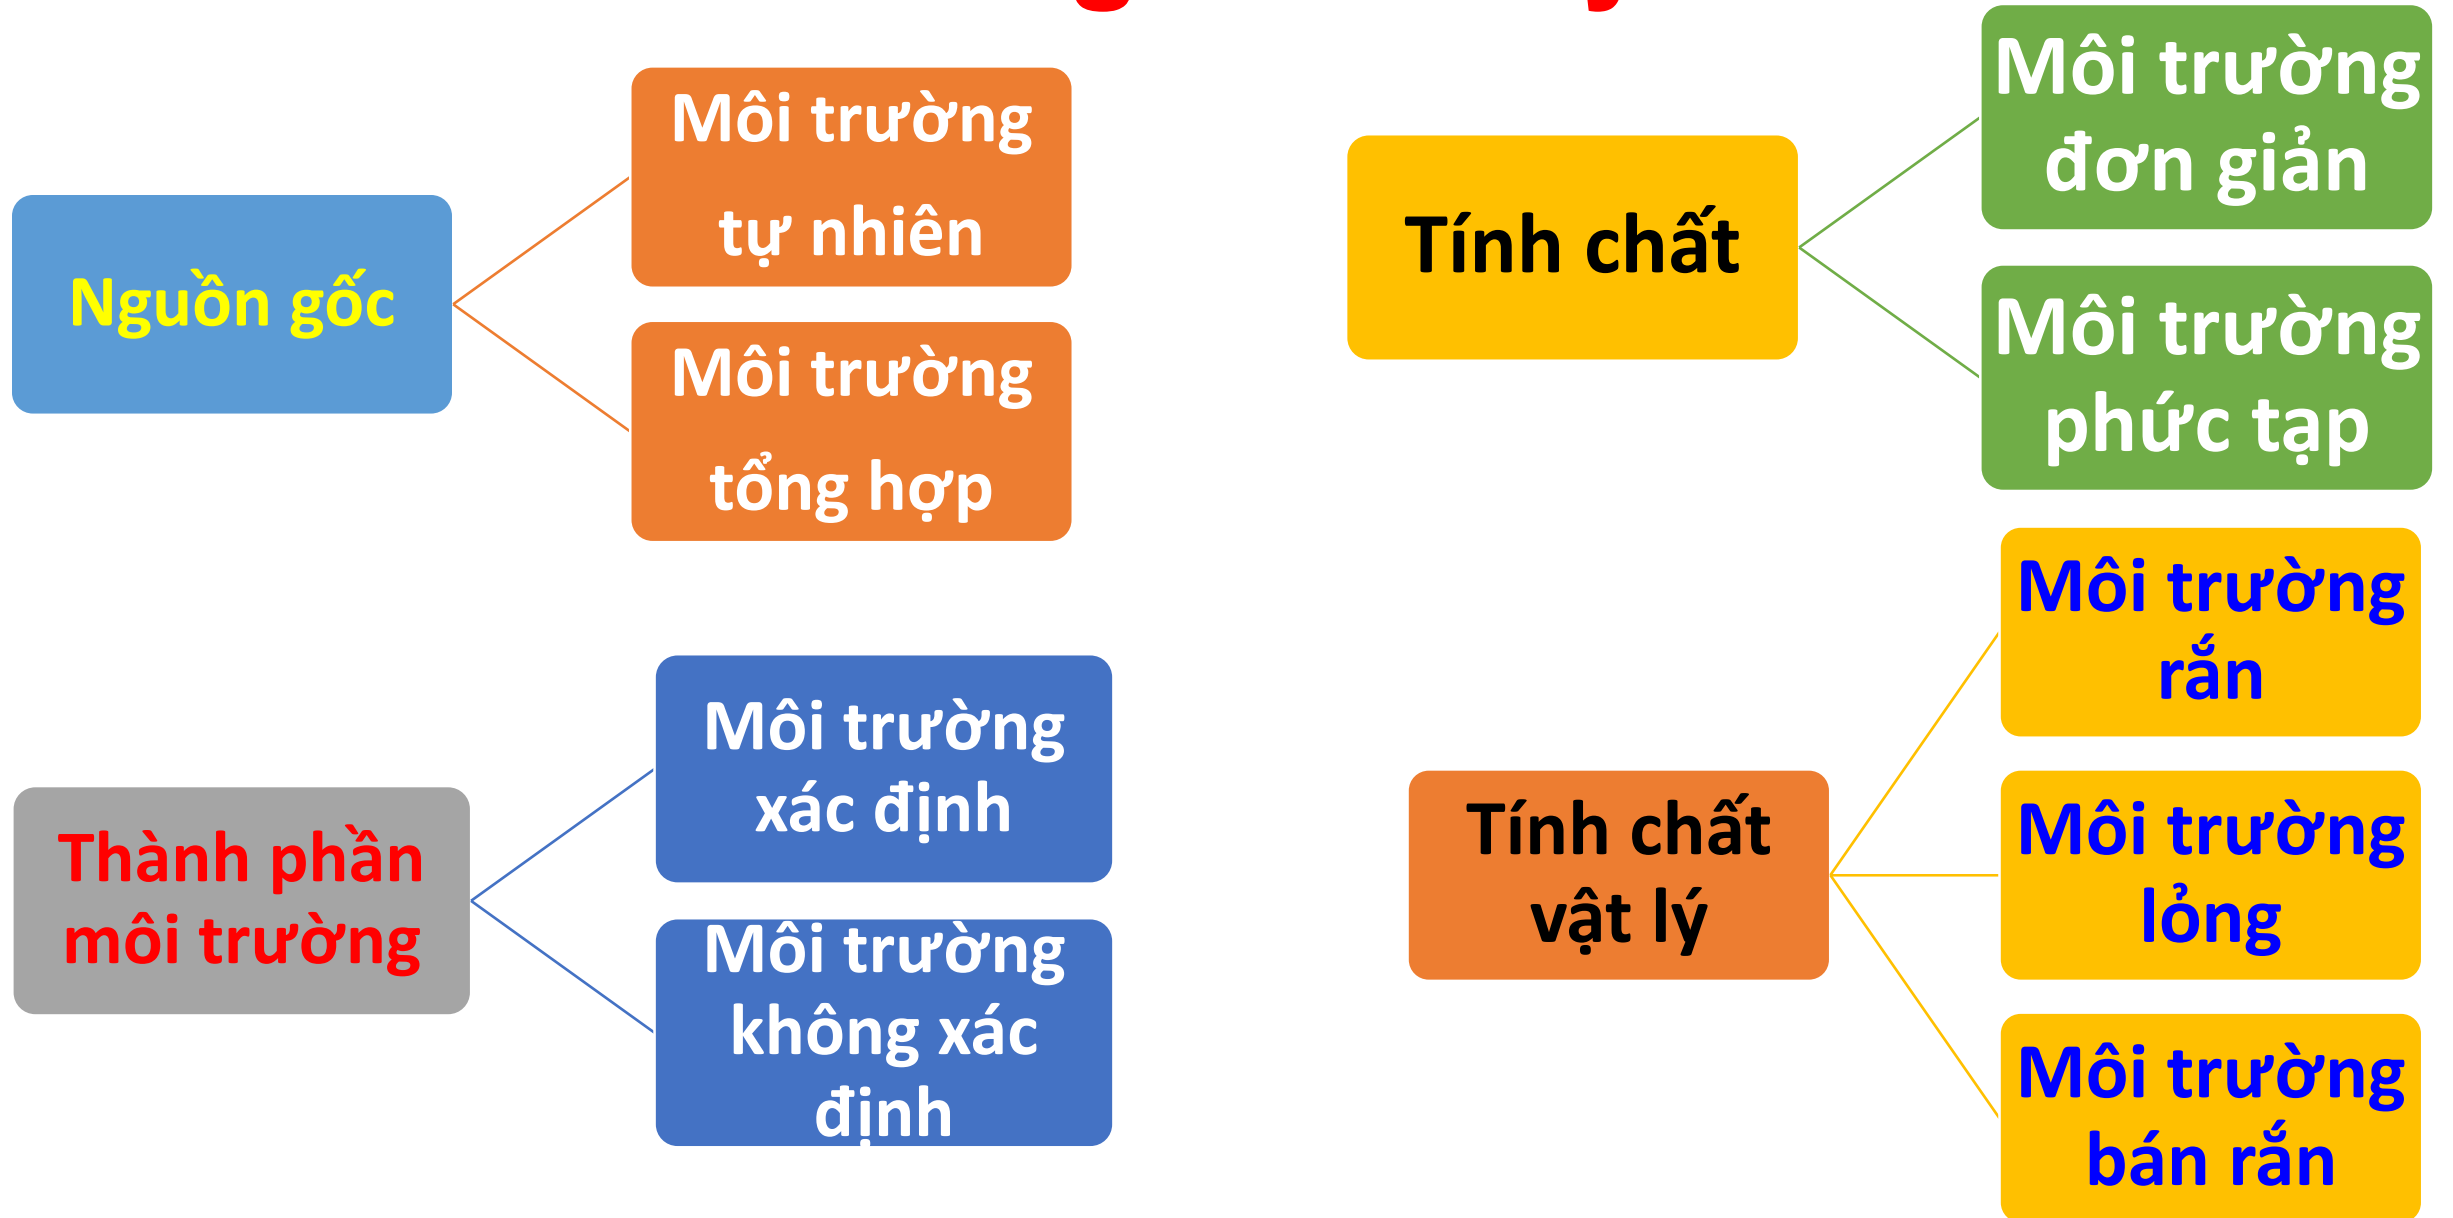 Nguồn gốc
Môi trường
tự nhiên
Môi trường
tổng hợp
Tính chất
Môi trường
đơn giản
Môi trường
phức tạp
Thành phần
môi trường
Môi trường
xác định
Môi trường
không xác
định
Tính chất
vật lý
Môi trường
rắn
Môi trường
lỏng
Môi trường
bán rắn